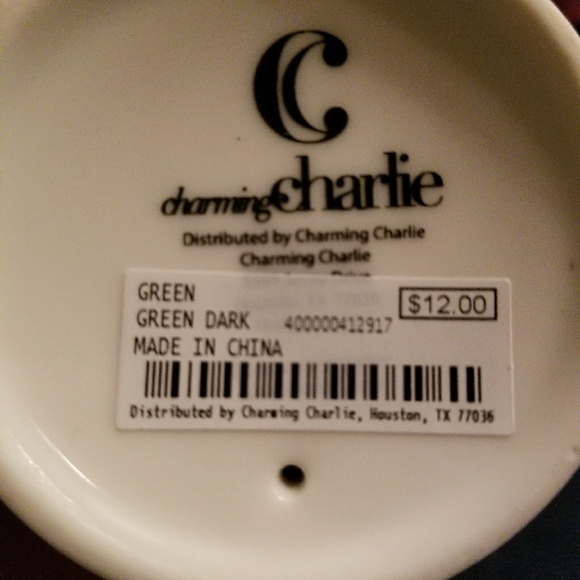 C
charming charlie
Distributed by Charming Charlie
Charming Charlie
Drive
GREEN
$12.00
GREEN DARK 400000412917
MADE IN CHINA
Distributed by Charming Charlie, Houston, TX 77036